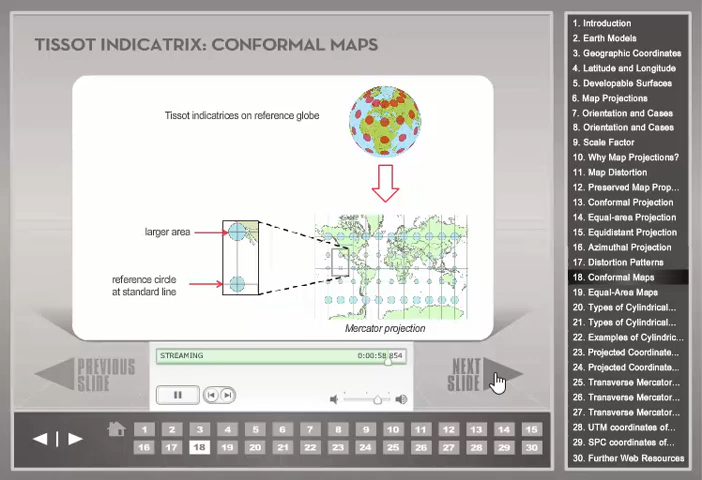 TISSOT INDICATRIX: CONFORMAL MAPS
Tissot indicatrices on reference globe
larger area
reference circle
at standard line
Mercator projection
PREVIOUS
SLIDE
STREAMING
0:00:58.854
NEXT
SLIDE
1 2 3 4 5 6 7 8 9 10 11 12 13 14 15
16 17 18 19 20 21 22 23 24 25 26 27 28 29 30
1. Introduction
2. Earth Models
3. Geographic Coordinates
4. Latitude and Longitude
5. Developable Surfaces
6. Map Projections
7. Orientation and Cases
8. Orientation and Cases
9. Scale Factor
10. Why Map Projections?
11. Map Distortion
12. Preserved Map Prop...
13. Conformal Projection
14. Equal-area Projection
15. Equidistant Projection
16. Azimuthal Projection
17. Distortion Patterns
18. Conformal Maps
19. Equal-Area Maps
20. Types of Cylindrical...
21. Types of Cylindrical...
22. Examples of Cylindric...
23. Projected Coordinate...
24. Projected Coordinate...
25. Transverse Mercator...
26. Transverse Mercator...
27. Transverse Mercator...
28. UTM coordinates of...
29. SPC coordinates of...
30. Further Web Resources